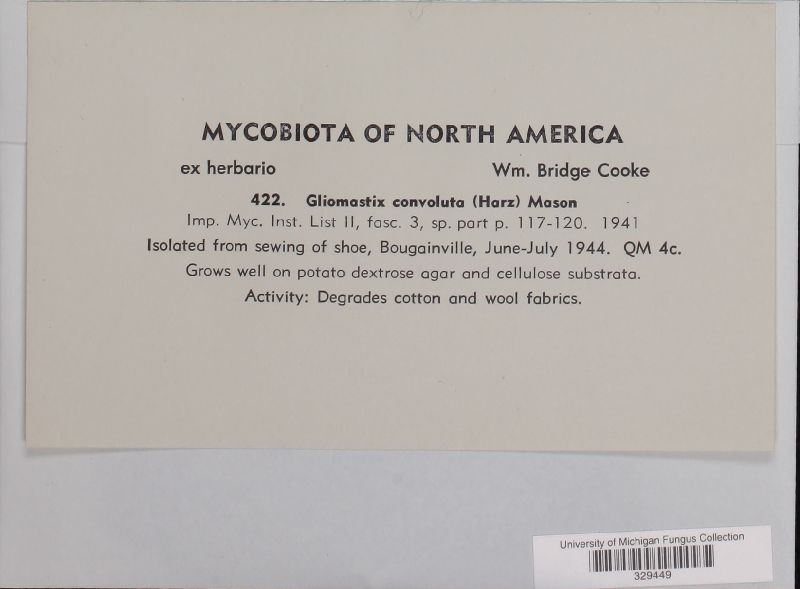 MYCOBIOTA OF NORTH AMERICA
ex herbario Wm. Bridge Cooke
422. Gliomastix convoluta (Harz) Mason
Imp. Myc. Inst. List II, fasc. 3, sp. part p. 117-120. 1941
Isolated from sewing of shoe, Bougainville, June-July 1944. QM 4c.
Grows well on potato dextrose agar and cellulose substrata.
Activity: Degrades cotton and wool fabrics.
University of Michigan Fungus Collection
329449